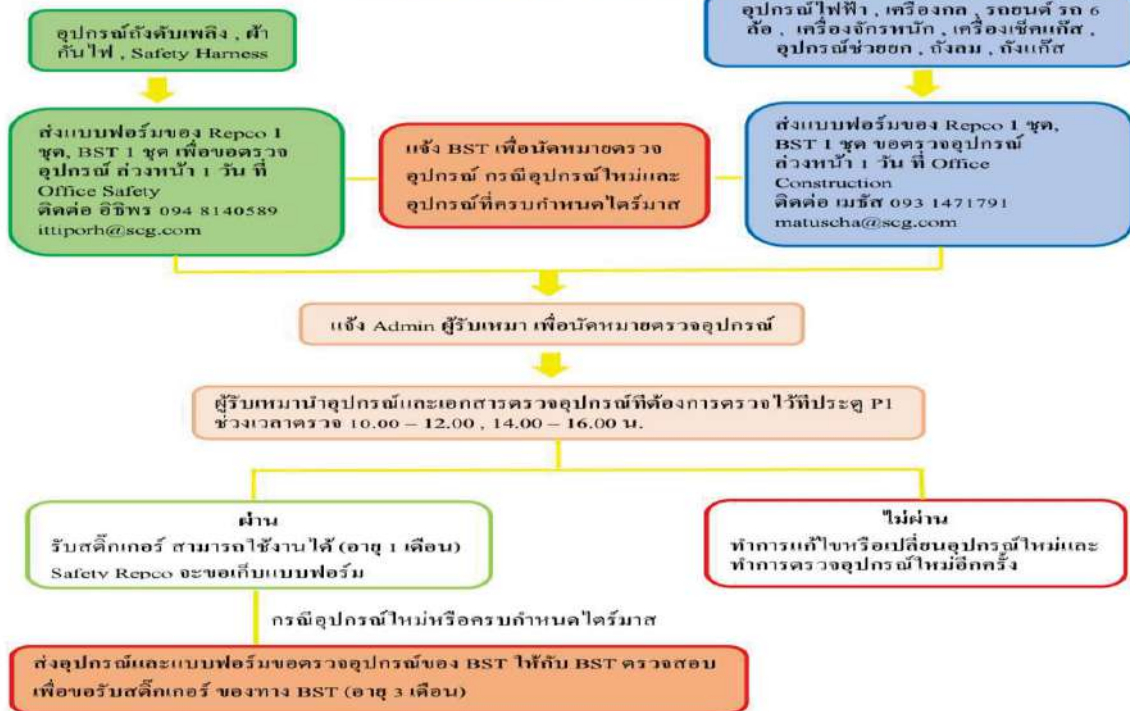 อุปกรณ์ถังดับเพลิง , ผ้า
กันไฟ , Safety Harness
อุปกรณ์ไฟฟ้า , เครื่องกล , รถยนต์ รถ 6
ล้อ , เครื่องจักรหนัก , เครื่องเช็คแก๊ส ,
อุปกรณ์ช่วยยก , ถังลม , ถังแก๊ส
ส่งแบบฟอร์มของ Repco 1
ชุด, BST 1 ชุด เพื่อขอตรวจ
อุปกรณ์ ล่วงหน้า 1 วัน ที่
Office Safety
ติดต่อ อิธิพร 094 8140589
ittiporh@scg.com
แจ้ง BST เพื่อนัดหมายตรวจ
อุปกรณ์ กรณีอุปกรณ์ใหม่และ
อุปกรณ์ที่ครบกำหนดไตร์มาส
ส่งแบบฟอร์มของ Repco 1 ชุด,
BST 1 ชุด ขอตรวจอุปกรณ์
ล่วงหน้า 1 วัน ที่ Office
Construction
ติดต่อ เมธัส 093 1471791
matuscha@scg.com
แจ้ง Admin ผู้รับเหมา เพื่อนัดหมายตรวจอุปกรณ์
ผู้รับเหมานำอุปกรณ์และเอกสารตรวจอุปกรณ์ที่ต้องการตรวจไว้ที่ประตู P1
ช่วงเวลาตรวจ 10.00 – 12.00 , 14.00 – 16.00 น.
ผ่าน
รับสติ๊กเกอร์ สามารถใช้งานได้ (อายุ 1 เดือน)
Safety Repco จะขอเก็บแบบฟอร์ม
ไม่ผ่าน
ทำการแก้ไขหรือเปลี่ยนอุปกรณ์ใหม่และ
ทำการตรวจอุปกรณ์ใหม่อีกครั้ง
กรณีอุปกรณ์ใหม่หรือครบกำหนดไตร์มาส
ส่งอุปกรณ์และแบบฟอร์มขอตรวจอุปกรณ์ของ BST ให้กับ BST ตรวจสอบ
เพื่อขอรับสติ๊กเกอร์ ของทาง BST (อายุ 3 เดือน)